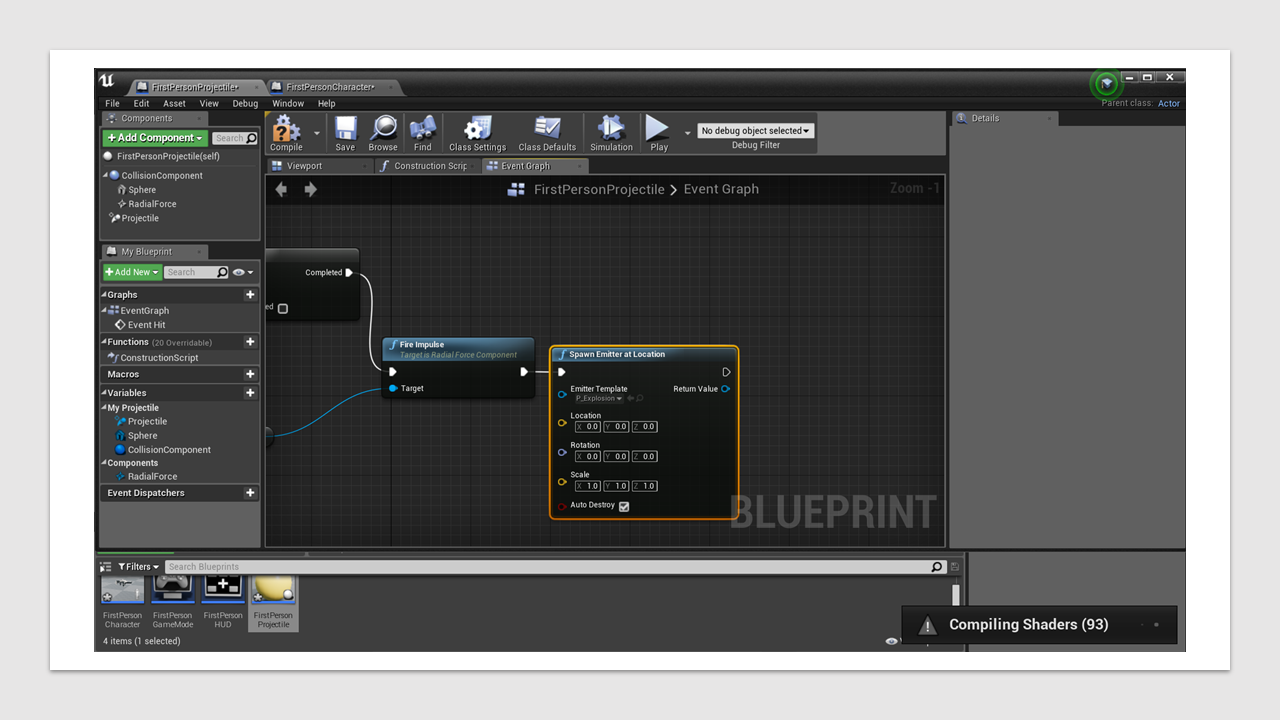 FirstPersonProjectile*
FirstPersonCharacter*
File Edit Asset View Debug Window Help
Parent class: Actor
Components
+ Add Component
Search
FirstPersonProjectile(self)
CollisionComponent
Sphere
RadialForce
Projectile
My Blueprint
+ Add New
Search
Graphs
EventGraph
Event Hit
Functions (20 Overridable)
ConstructionScript
Macros
Variables
My Projectile
Projectile
Sphere
CollisionComponent
Components
RadialForce
Event Dispatchers
Compile Save Browse Find Class Settings Class Defaults Simulation Play
No debug object selected
Debug Filter
Viewport
Construction Scrip
Event Graph
FirstPersonProjectile > Event Graph
Zoom -1
Completed
ed
Fire Impulse
Target is Radial Force Component
Target
Spawn Emitter at Location
Emitter Template
P_Explosion
Return Value
Location
X 0.0 Y 0.0 Z 0.0
Rotation
X 0.0 Y 0.0 Z 0.0
Scale
X 1.0 Y 1.0 Z 1.0
Auto Destroy
BLUEPRINT
Details
Filters
Search Blueprints
FirstPerson
Character
FirstPerson
GameMode
FirstPerson
HUD
FirstPerson
Projectile
4 items (1 selected)
Compiling Shaders (93)